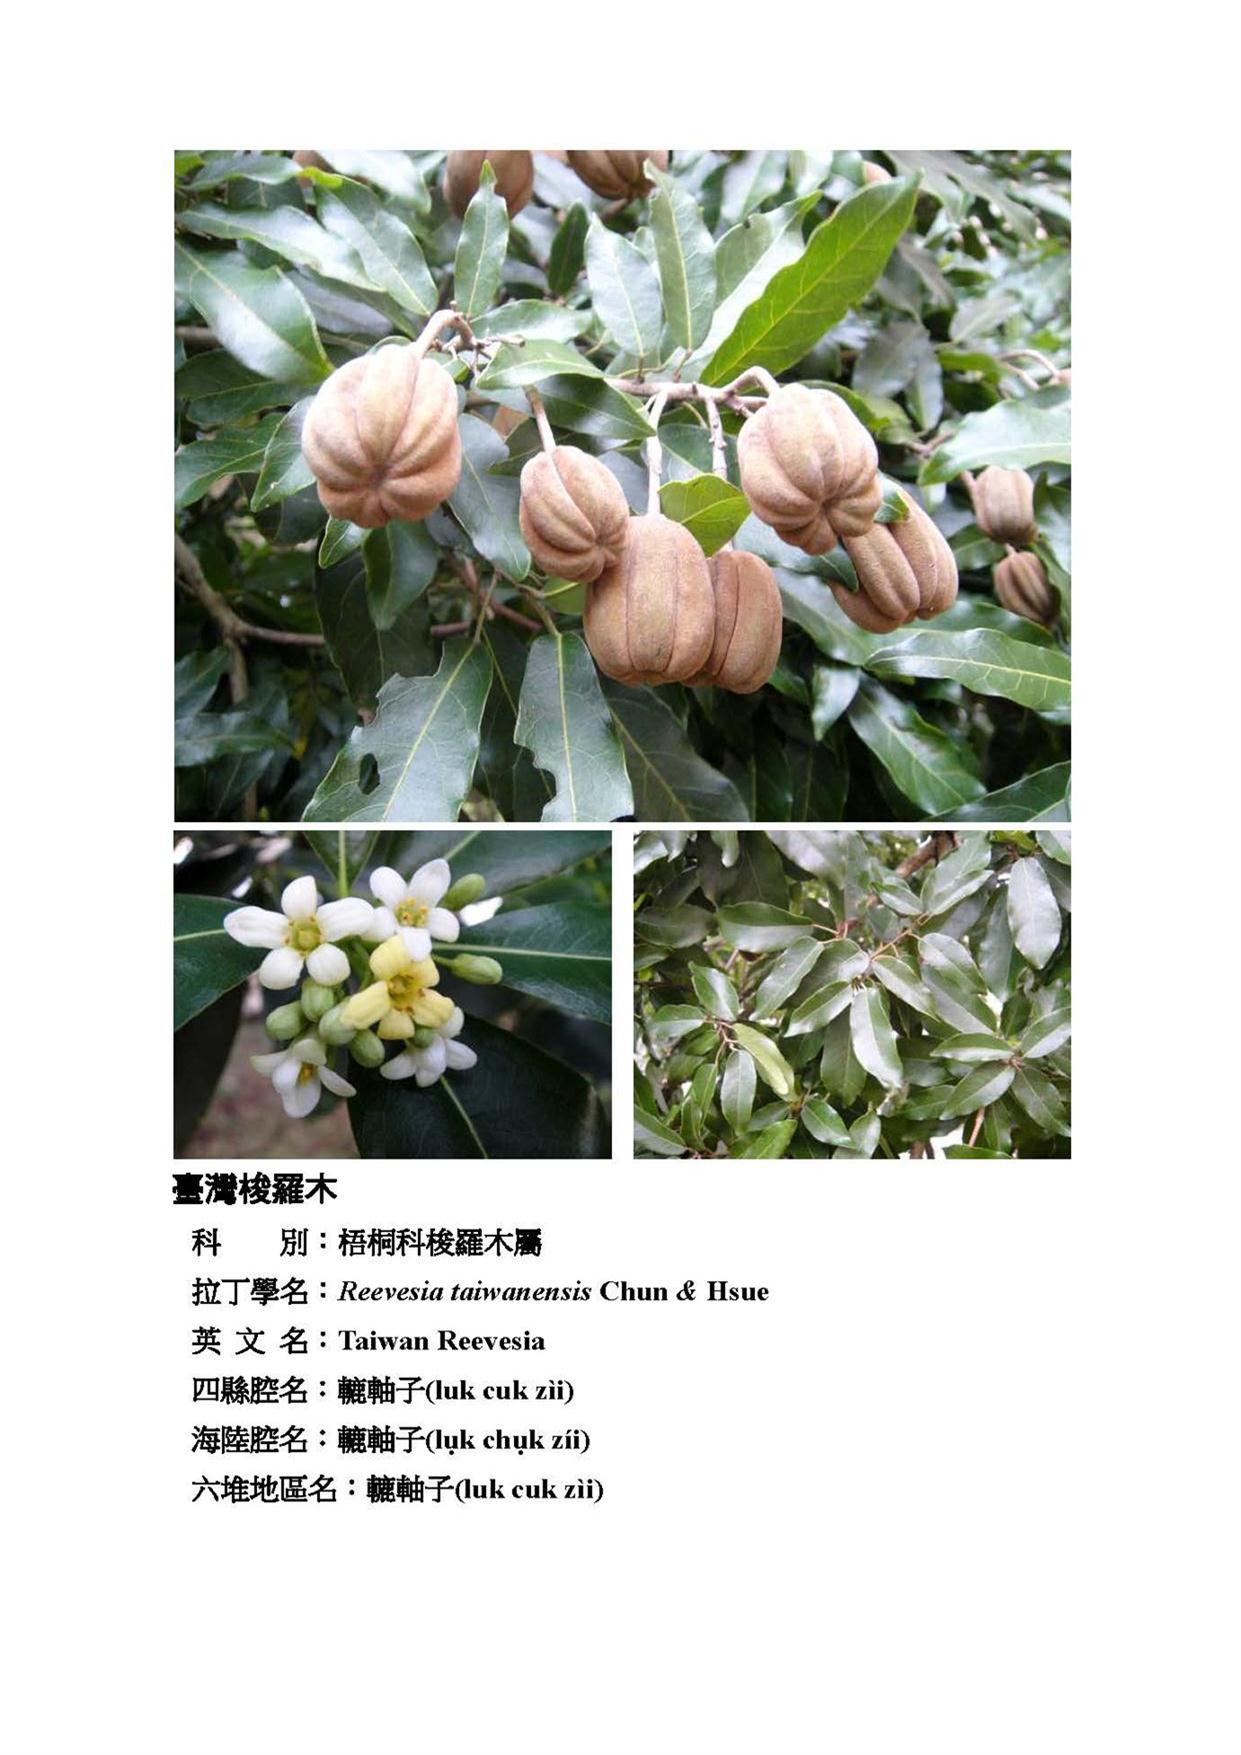 臺灣梭羅木
科　　別：梧桐科梭羅木屬
拉丁學名：Reevesia taiwanensis Chun & Hsue
英 文 名：Taiwan Reevesia
四縣腔名：轆軸子(luk cuk zìi)
海陸腔名：轆軸子(lụk chụk zíi)
六堆地區名：轆軸子(luk cuk zìi)